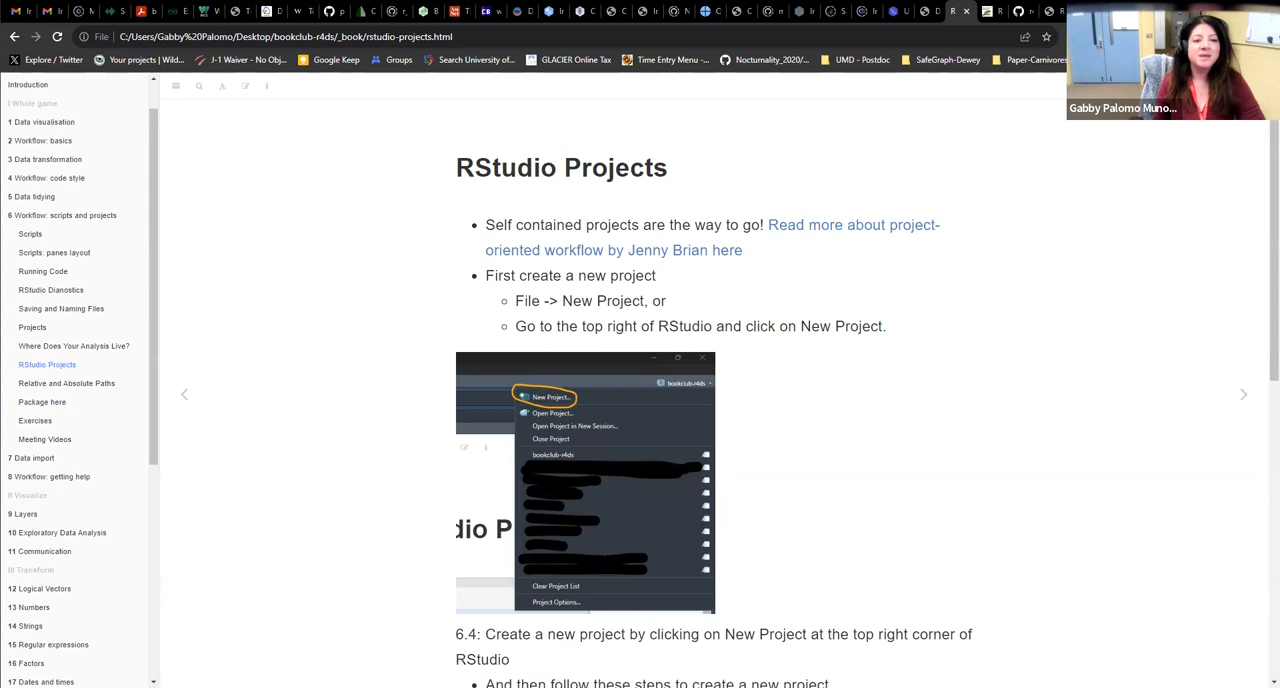 File C:/Users/Gabby%20Palomo/Desktop/bookclub-r4ds/_book/rstudio-projects.html
Explore / Twitter Your projects | Wild... J-1 Waiver - No Obj... Google Keep Groups Search University of... GLACIER Online Tax Time Entry Menu -... Nocturnality_2020/... UMD - Postdoc SafeGraph-Dewey Paper-Carnivores
Gabby Palomo Muno...
Introduction
I Whole game
1 Data visualisation
2 Workflow: basics
3 Data transformation
4 Workflow: code style
5 Data tidying
6 Workflow: scripts and projects
Scripts
Scripts: panes layout
Running Code
RStudio Dianostics
Saving and Naming Files
Projects
Where Does Your Analysis Live?
RStudio Projects
Relative and Absolute Paths
Package here
Exercises
Meeting Videos
7 Data import
8 Workflow: getting help
II Visualize
9 Layers
10 Exploratory Data Analysis
11 Communication
III Transform
12 Logical Vectors
13 Numbers
14 Strings
15 Regular expressions
16 Factors
17 Dates and times
RStudio Projects
Self contained projects are the way to go! Read more about project-
oriented workflow by Jenny Brian here
First create a new project
File -> New Project, or
Go to the top right of RStudio and click on New Project.
bookclub-r4ds
New Project...
Open Project...
Open Project in New Session...
Close Project
bookclub-r4ds
dio P
Clear Project List
Project Options...
6.4: Create a new project by clicking on New Project at the top right corner of
RStudio
And then follow these steps to create a new project